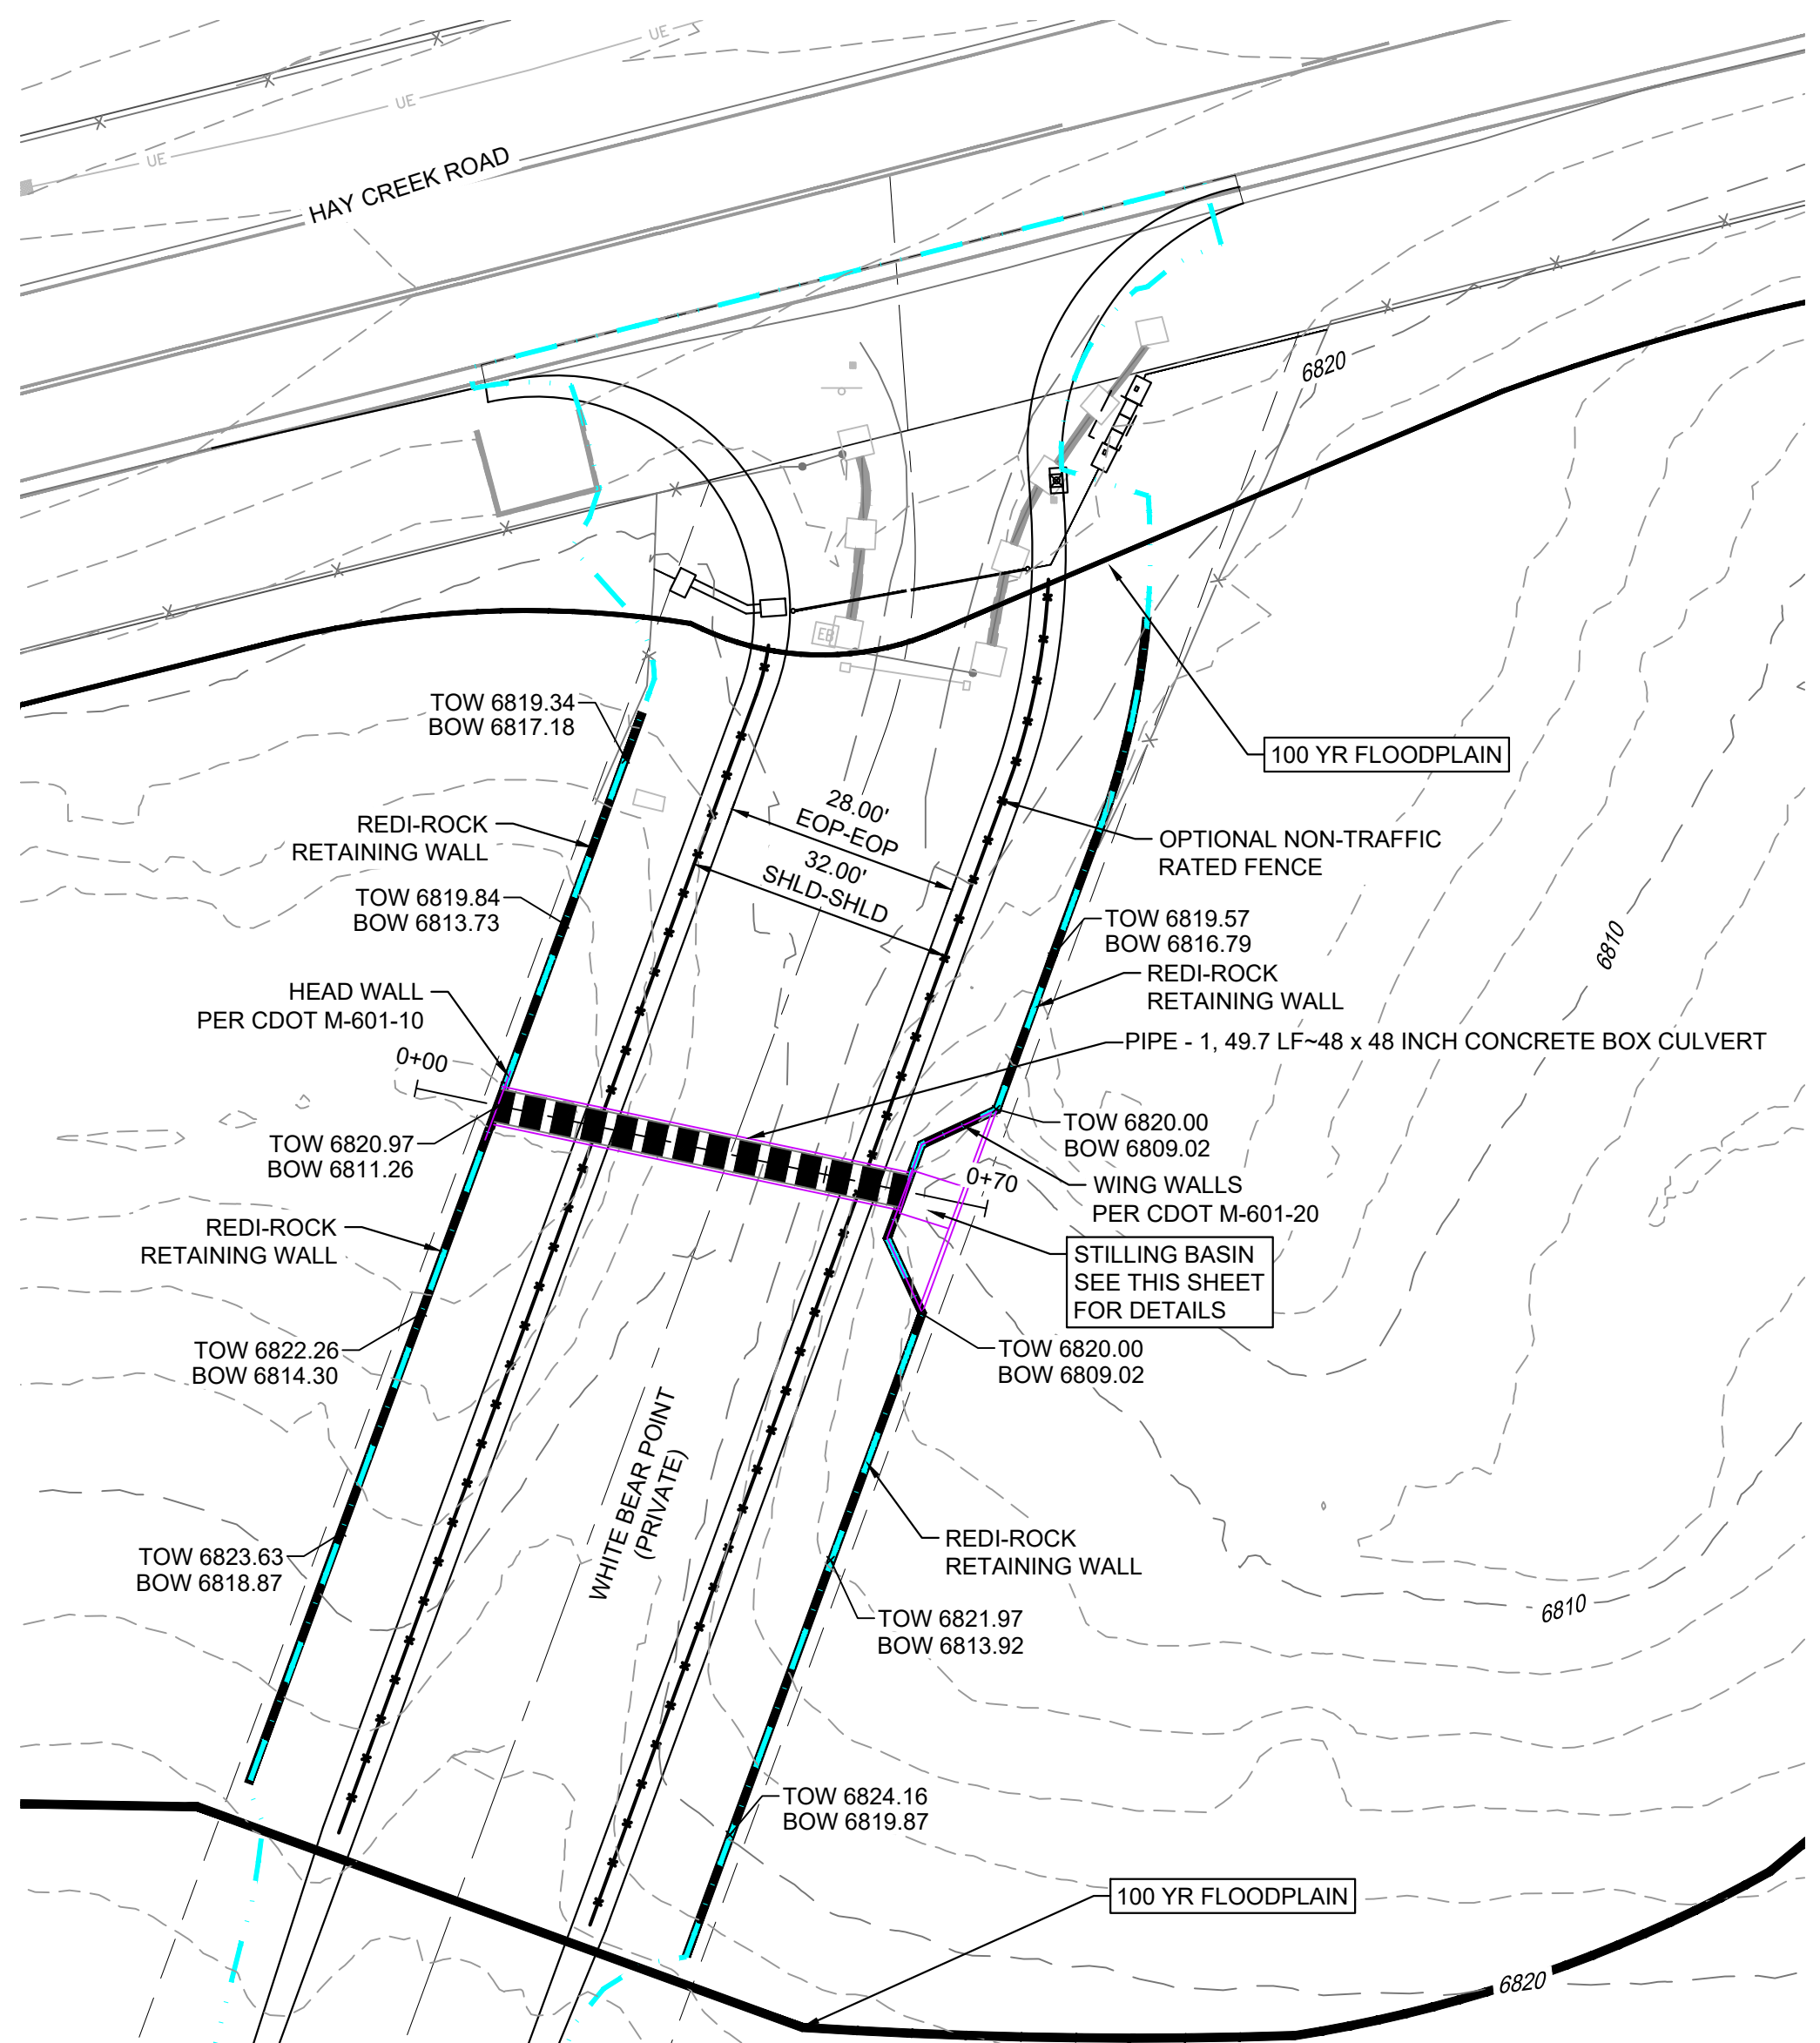 UE
UE
UE
HAY CREEK ROAD
6820
EB
TOW 6819.34
BOW 6817.18
100 YR FLOODPLAIN
28.00'
EOP-EOP
32.00'
SHLD-SHLD
REDI-ROCK
RETAINING WALL
OPTIONAL NON-TRAFFIC
RATED FENCE
TOW 6819.84
BOW 6813.73
TOW 6819.57
BOW 6816.79
6810
REDI-ROCK
RETAINING WALL
HEAD WALL
PER CDOT M-601-10
PIPE - 1, 49.7 LF~48 x 48 INCH CONCRETE BOX CULVERT
0+00
TOW 6820.00
BOW 6809.02
TOW 6820.97
BOW 6811.26
0+70
WING WALLS
PER CDOT M-601-20
REDI-ROCK
RETAINING WALL
STILLING BASIN
SEE THIS SHEET
FOR DETAILS
TOW 6822.26
BOW 6814.30
TOW 6820.00
BOW 6809.02
WHITE BEAR POINT
(PRIVATE)
TOW 6823.63
BOW 6818.87
REDI-ROCK
RETAINING WALL
6810
TOW 6821.97
BOW 6813.92
TOW 6824.16
BOW 6819.87
100 YR FLOODPLAIN
6820